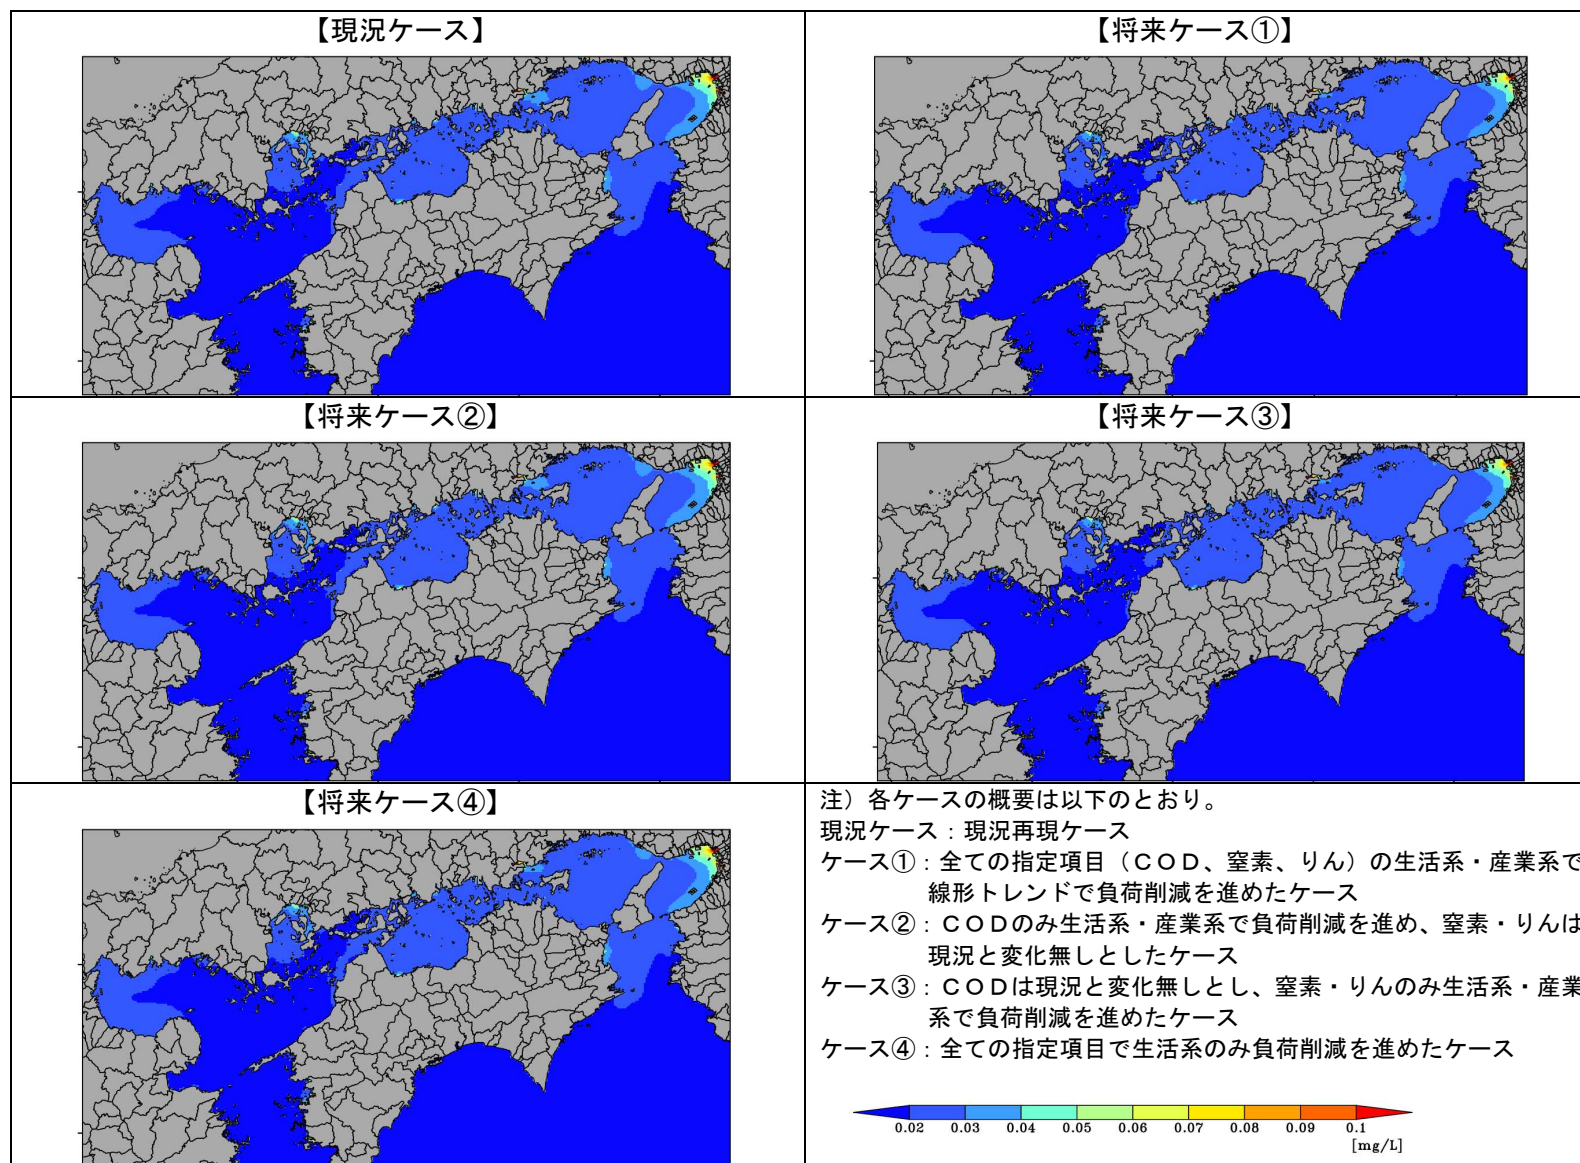 【現況ケース】
【将来ケース①】
【将来ケース②】
【将来ケース③】
【将来ケース④】
注）各ケースの概要は以下のとおり。
現況ケース：現況再現ケース
ケース①：全ての指定項目（ＣＯＤ、窒素、りん）の生活系・産業系で
線形トレンドで負荷削減を進めたケース
ケース②：ＣＯＤのみ生活系・産業系で負荷削減を進め、窒素・りんは
現況と変化無しとしたケース
ケース③：ＣＯＤは現況と変化無しとし、窒素・りんのみ生活系・産業
系で負荷削減を進めたケース
ケース④：全ての指定項目で生活系のみ負荷削減を進めたケース
0.02 0.03 0.04 0.05 0.06 0.07 0.08 0.09 0.1
[mg/L]